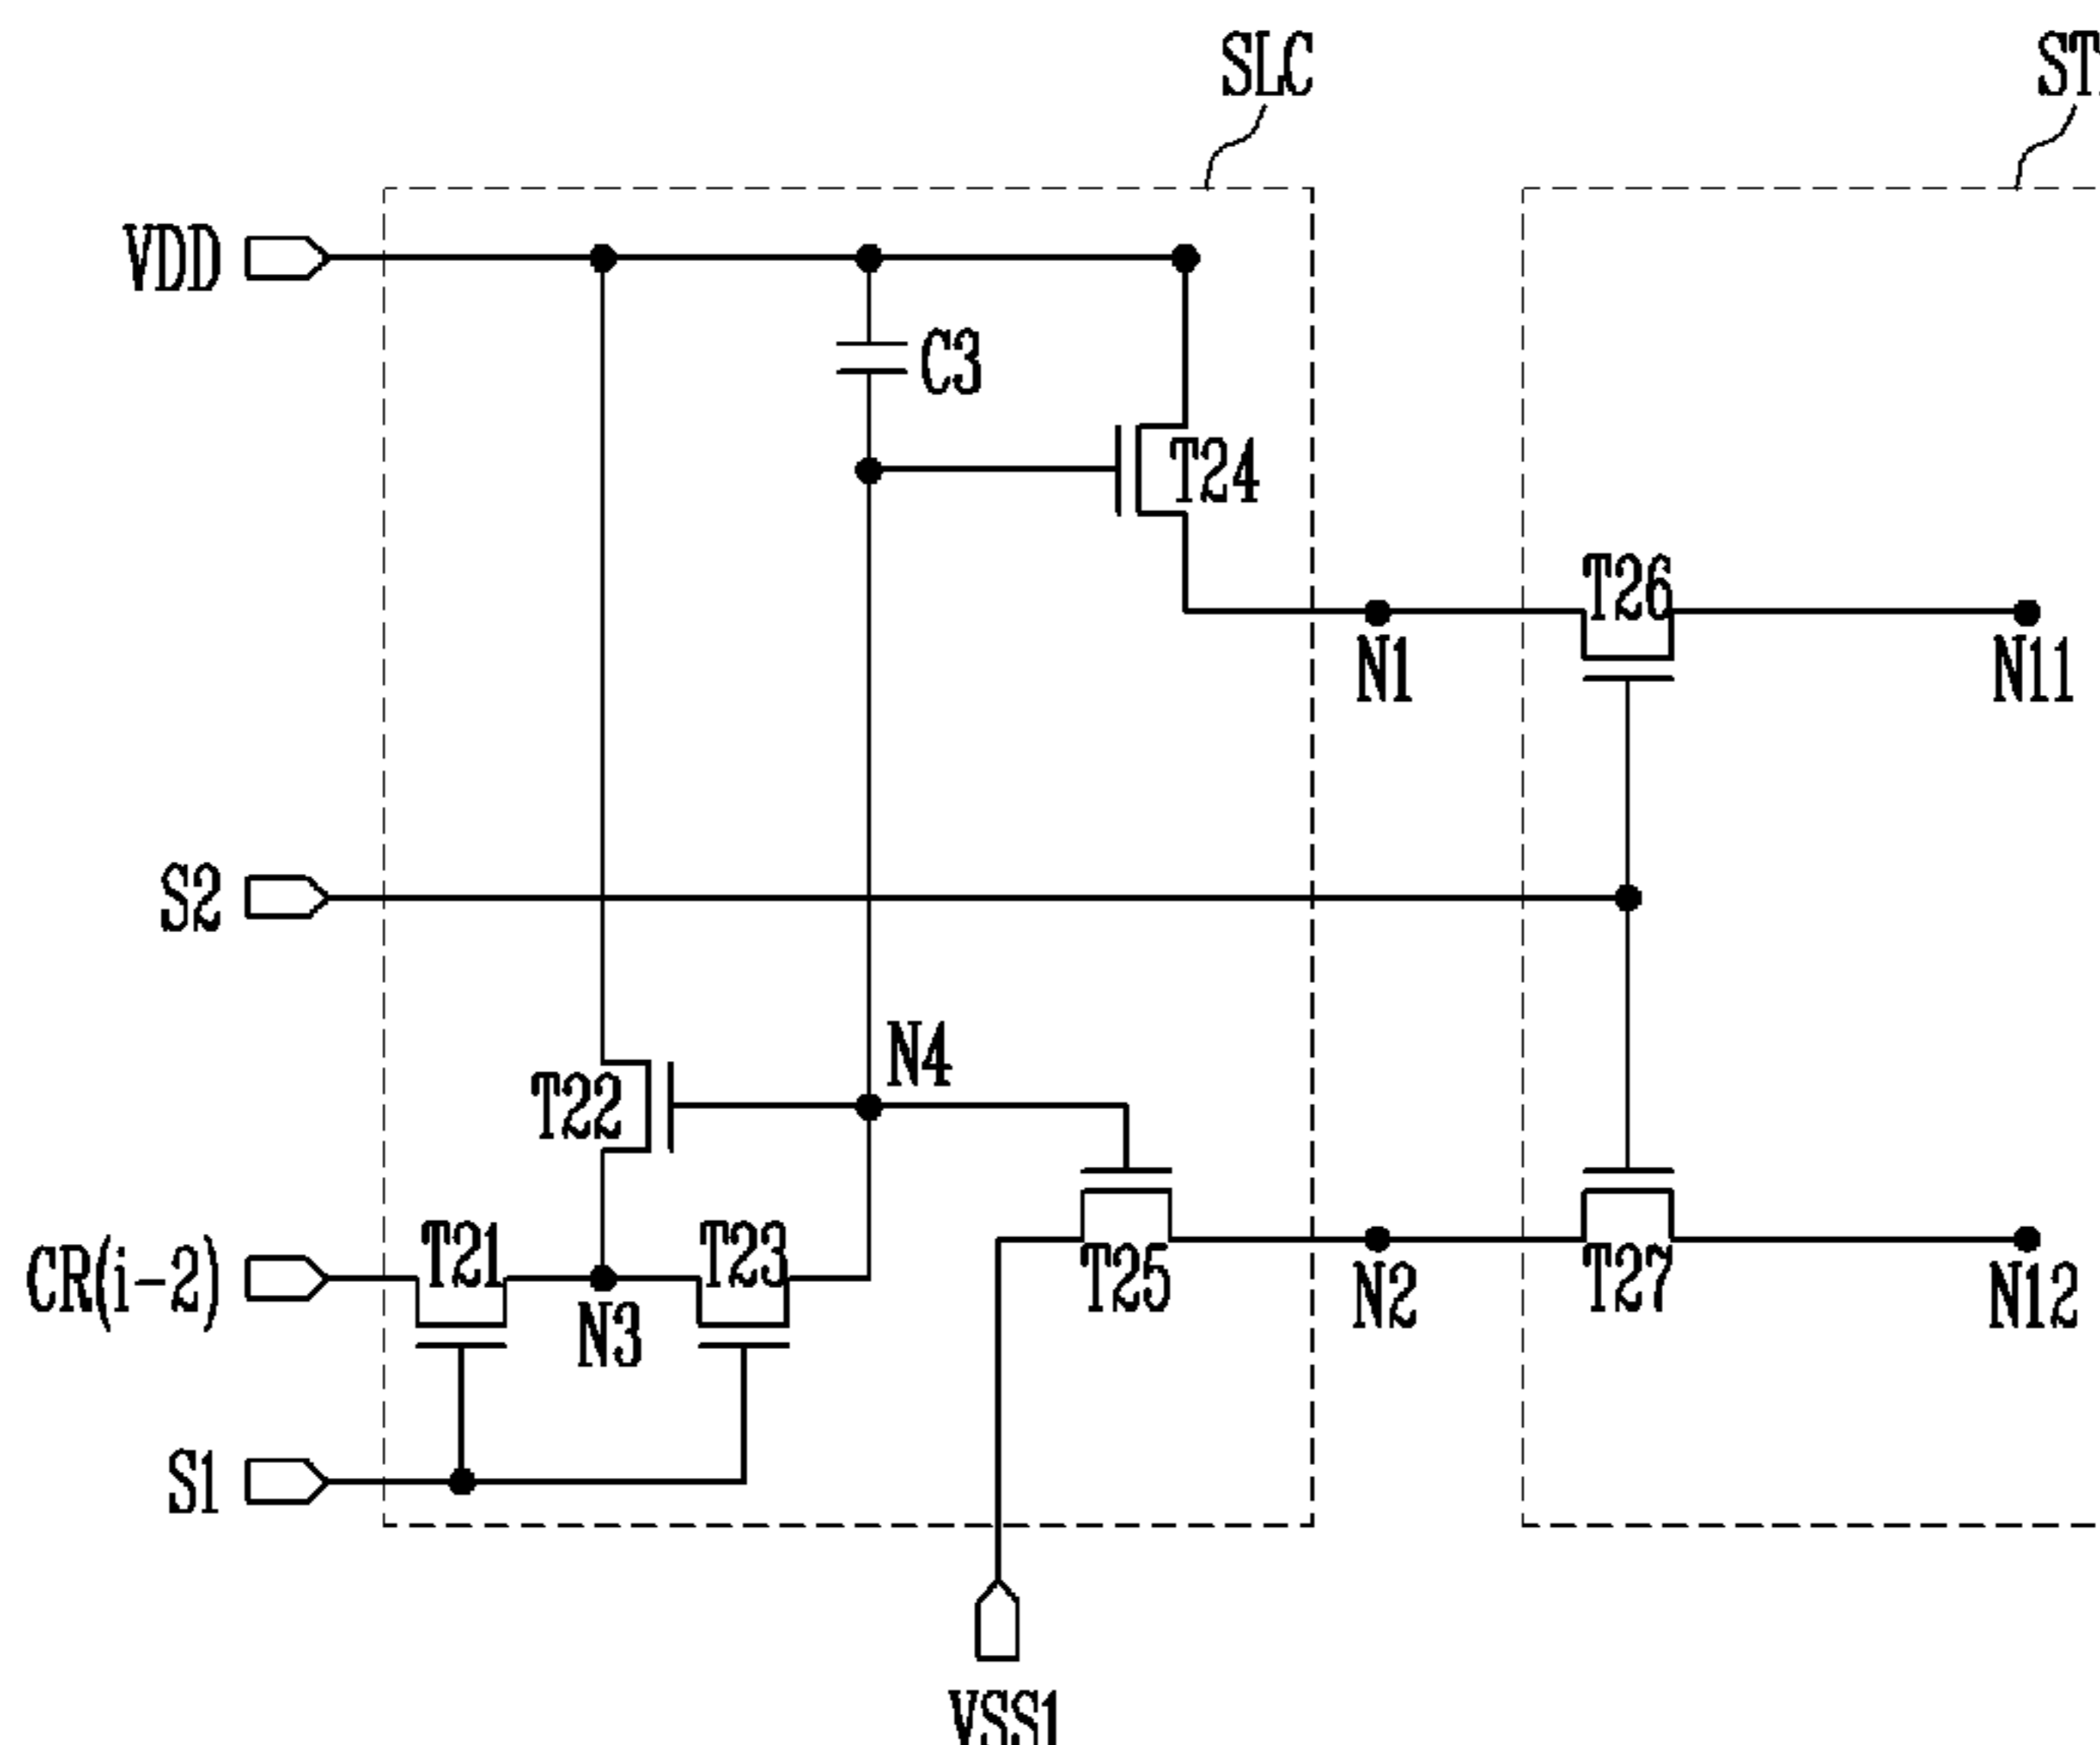 SLC
VDD
C3
T24
T26
N1
N11
S2
N4
T22
CR(i-2)
T21
T23
N3
T25
N2
T27
N12
S1
VSS1